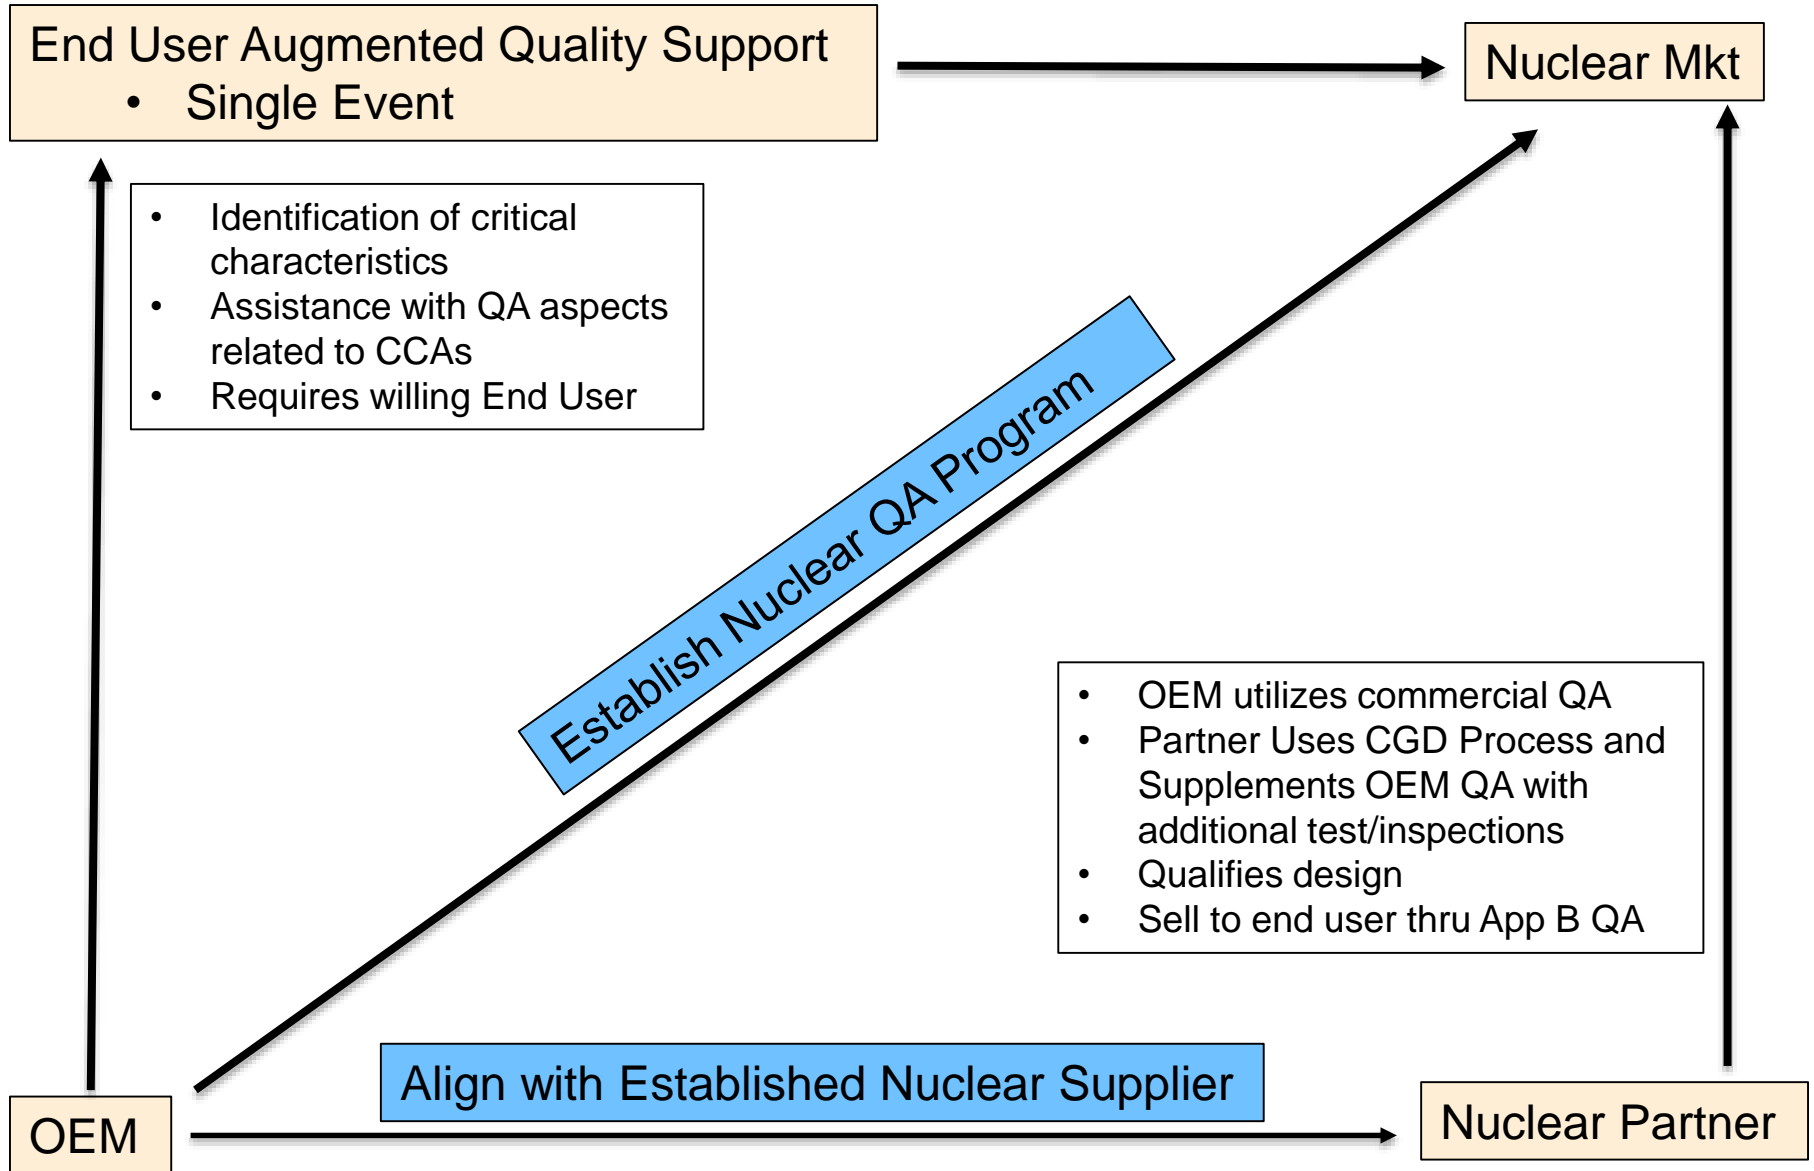 End User Augmented Quality Support
• Single Event
Nuclear Mkt
• Identification of critical
characteristics
• Assistance with QA aspects
related to CCAs
• Requires willing End User
Establish Nuclear QA Program
• OEM utilizes commercial QA
• Partner Uses CGD Process and
Supplements OEM QA with
additional test/inspections
• Qualifies design
• Sell to end user thru App B QA
Align with Established Nuclear Supplier
OEM
Nuclear Partner